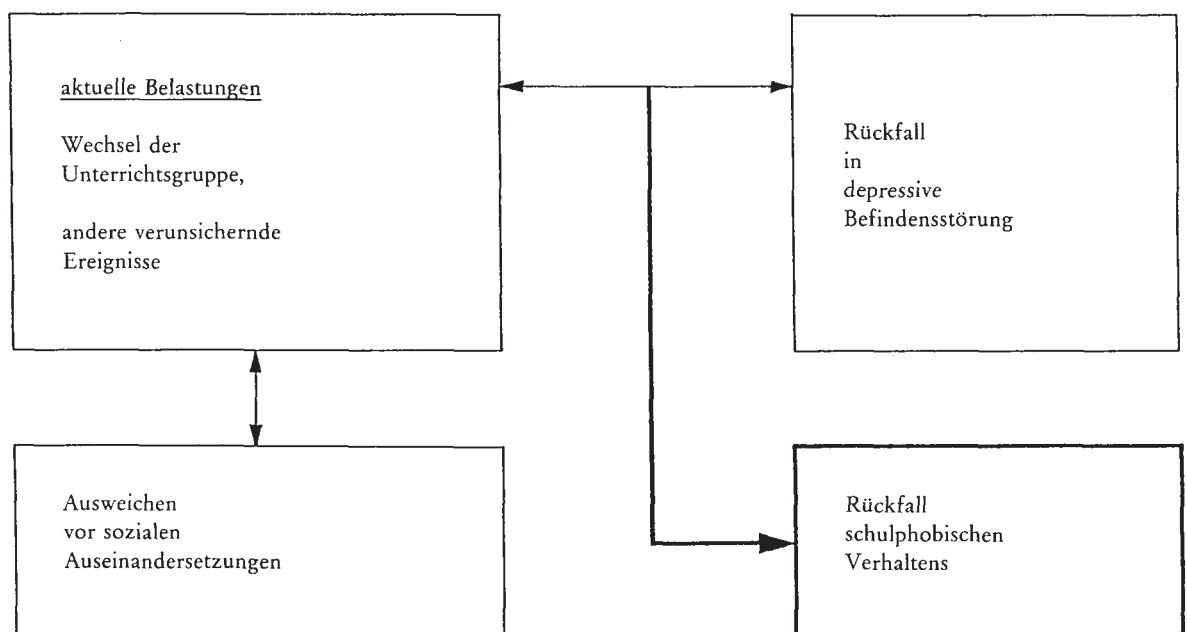 aktuelle Belastungen
Wechsel der
Unterrichtsgruppe,
andere verunsichernde
Ereignisse
Rückfall
in
depressive
Befindensstörung
Ausweichen
vor sozialen
Auseinandersetzungen
Rückfall
schulphobischen
Verhaltens